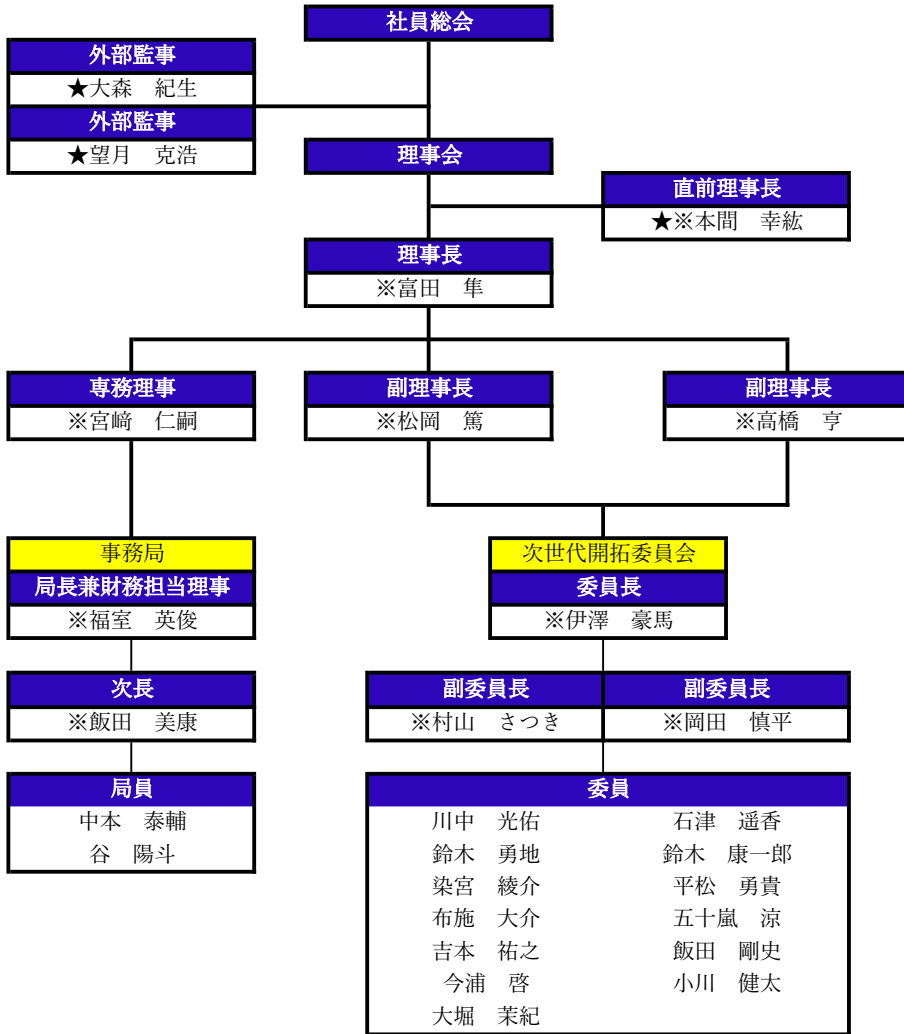 社員総会
外部監事
★大森　紀生
外部監事
★望月　克浩
理事会
直前理事長
★※本間　幸紘
理事長
※富田　隼
専務理事
※宮﨑　仁嗣
副理事長
※松岡　篤
副理事長
※高橋　亨
事務局
局長兼財務担当理事
※福室　英俊
次世代開拓委員会
委員長
※伊澤　豪馬
次長
※飯田　美康
副委員長
※村山　さつき
副委員長
※岡田　慎平
局員
中本　泰輔
谷　陽斗
委員
川中　光佑　石津　遥香
鈴木　勇地　鈴木　康一郎
染宮　綾介　平松　勇貴
布施　大介　五十嵐　涼
吉本　祐之　飯田　剛史
今浦　啓　小川　健太
大堀　茉紀